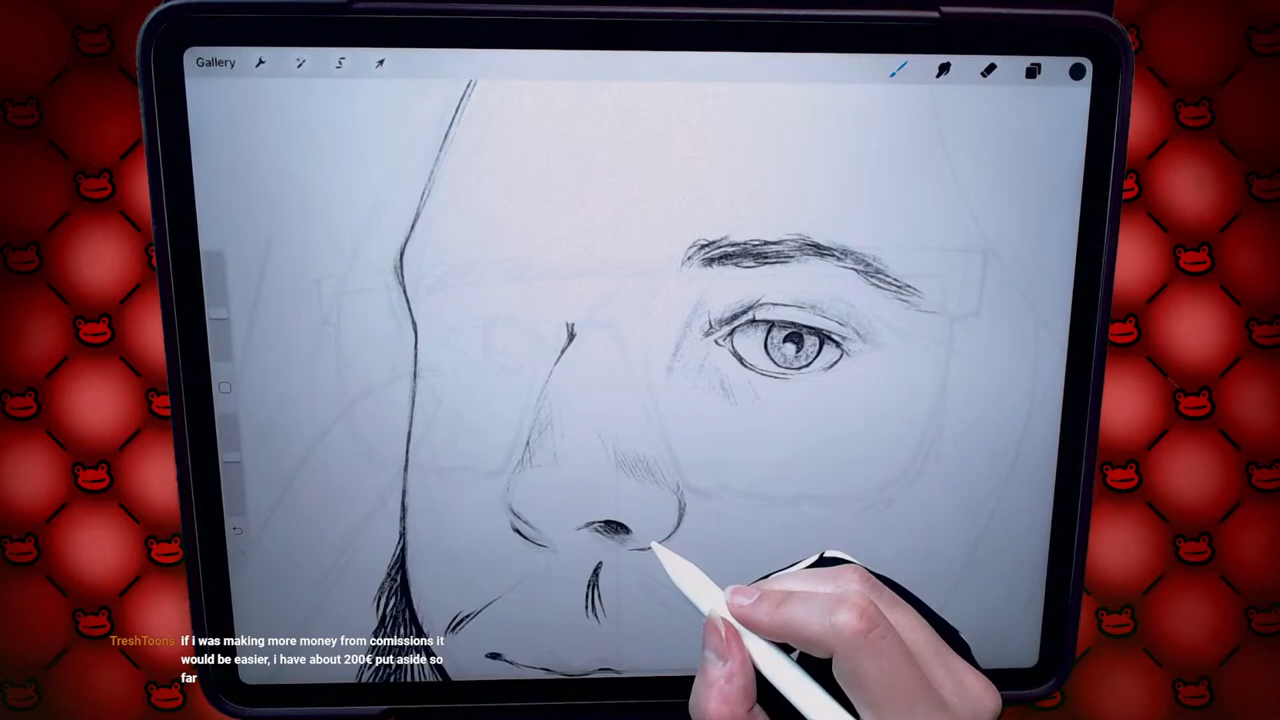 Gallery
TreshToons if i was making more money from comissions it
would be easier, i have about 200€ put aside so
far